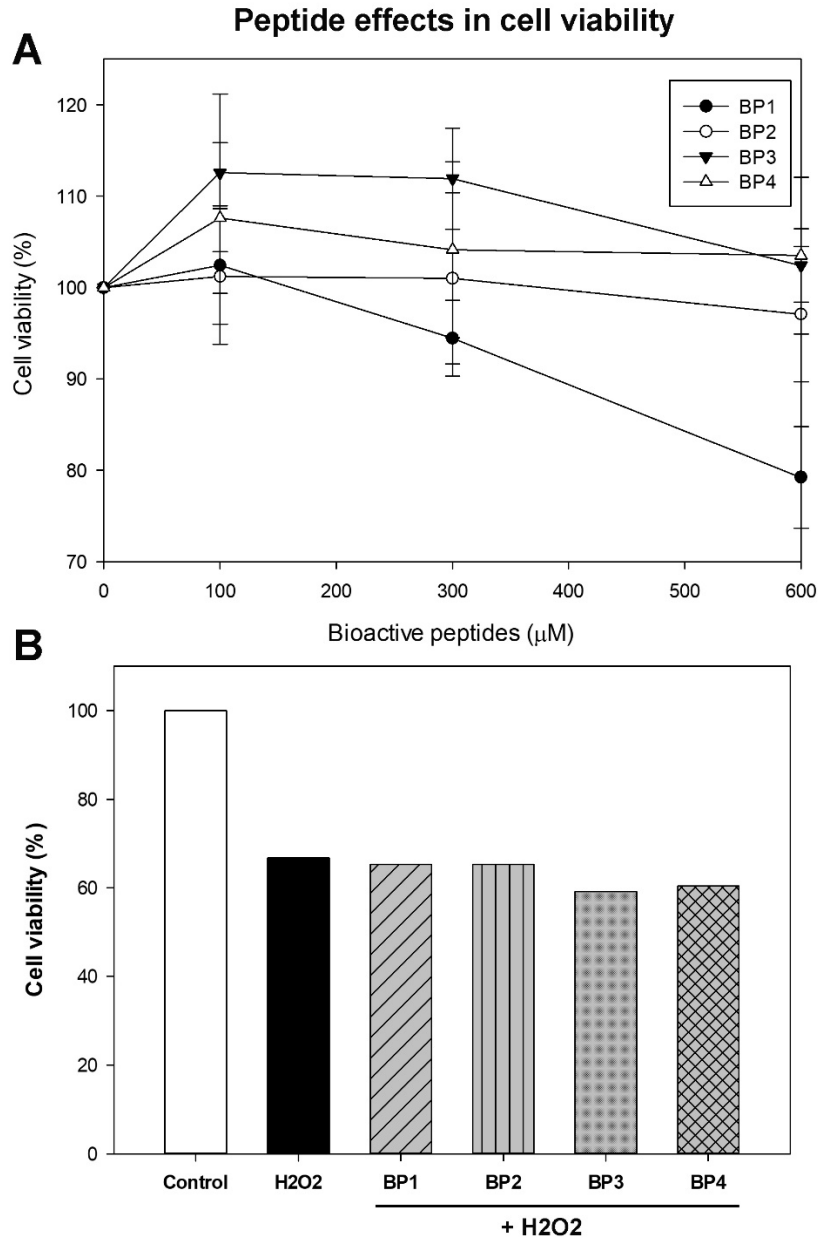 Peptide effects in cell viability
A
120
110
100
90
80
70
Cell viability (%)
BP1
BP2
BP3
BP4
0 100 200 300 400 500 600
Bioactive peptides (μM)
B
100
80
60
40
20
0
Cell viability (%)
Control H2O2 BP1 BP2 BP3 BP4
+ H2O2